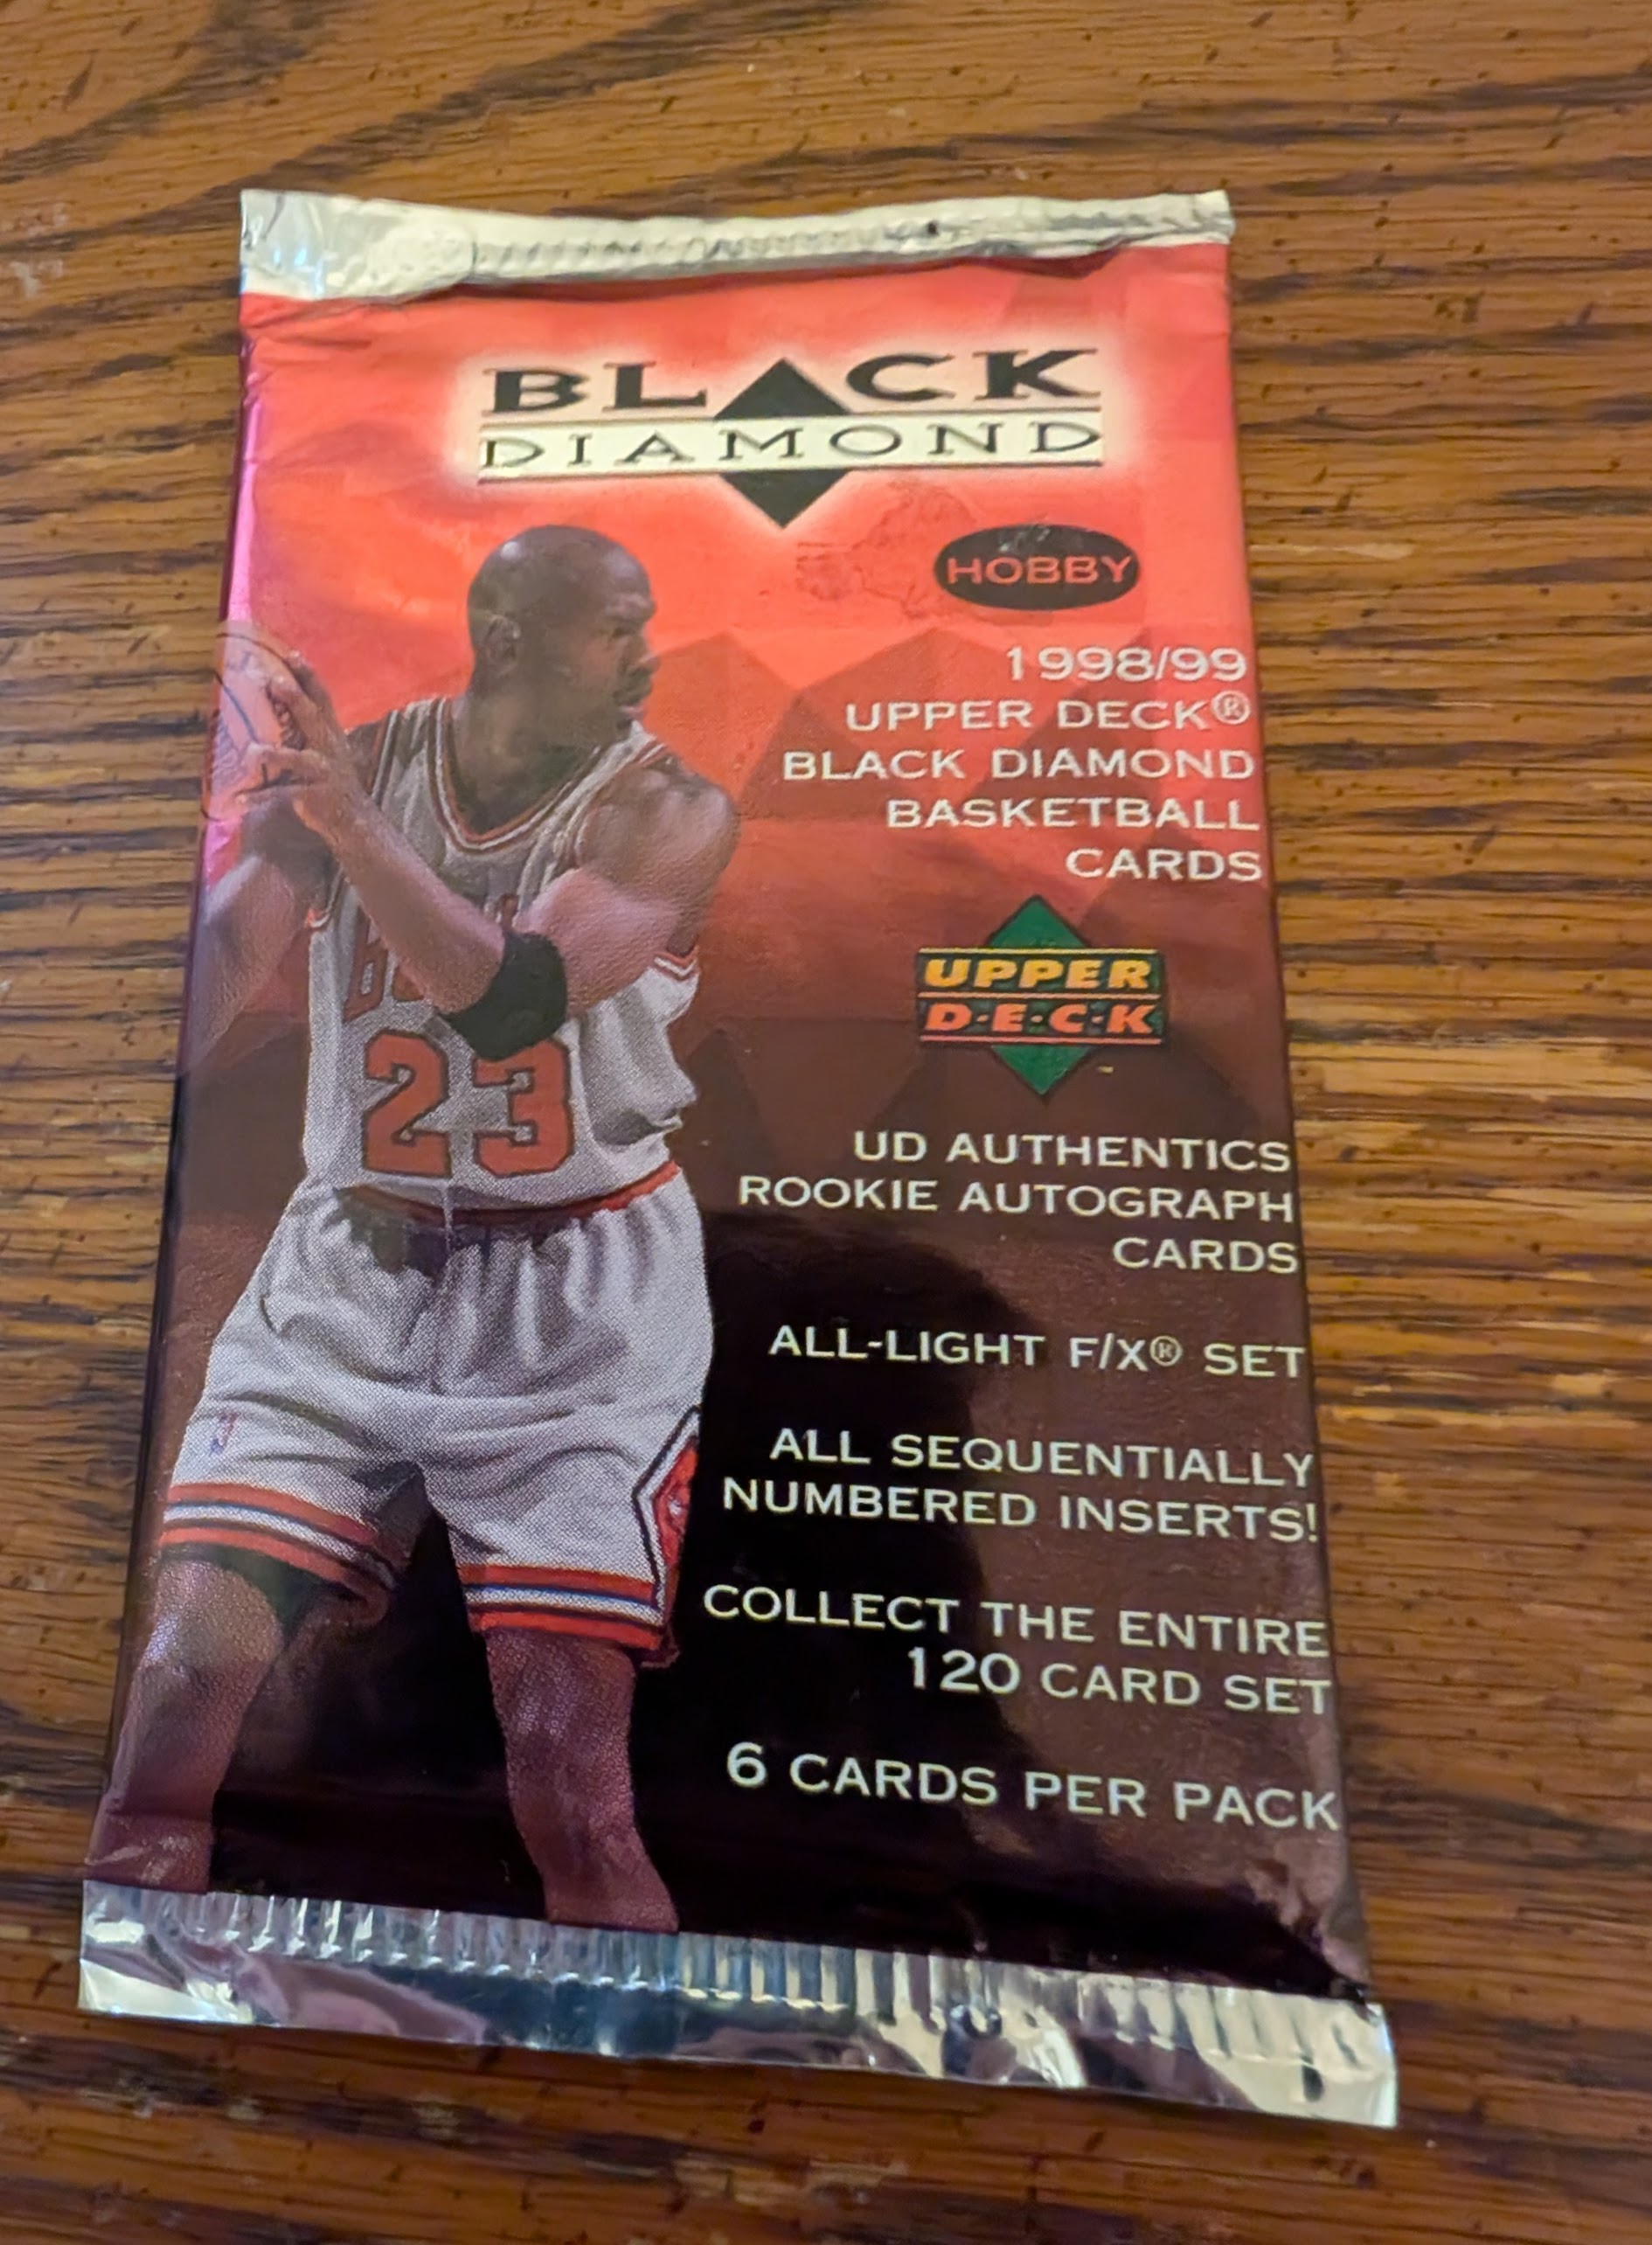 BLACK
DIAMOND
HOBBY
1998/99
UPPER DECK®
BLACK DIAMOND
BASKETBALL
CARDS
UPPER
D·E·C·K
UD AUTHENTICS
ROOKIE AUTOGRAPH
CARDS
23
ALL-LIGHT F/X® SET
ALL SEQUENTIALLY
NUMBERED INSERTS!
COLLECT THE ENTIRE
120 CARD SET
6 CARDS PER PACK